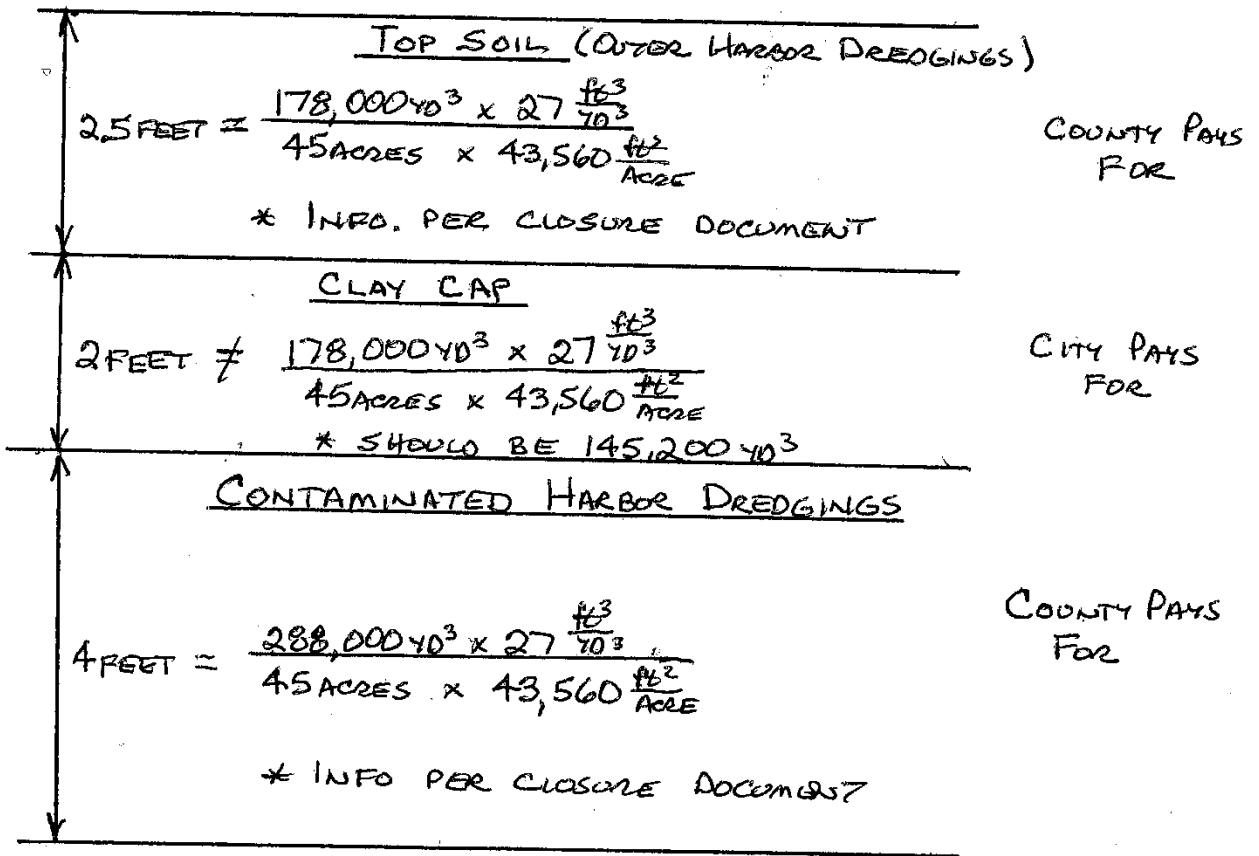 TOP SOIL (OUTER HARBOR DREDGINGS)
2.5 FEET = 178,000 YD³ × 27 ft³/YD³
45 ACRES × 43,560 ft²/ACRE
COUNTY PAYS
FOR
* INFO. PER CLOSURE DOCUMENT
CLAY CAP
2 FEET ≠ 178,000 YD³ × 27 ft³/YD³
45 ACRES × 43,560 ft²/ACRE
CITY PAYS
FOR
* SHOULD BE 145,200 YD³
CONTAMINATED HARBOR DREDGINGS
4 FEET = 288,000 YD³ × 27 ft³/YD³
45 ACRES × 43,560 ft²/ACRE
COUNTY PAYS
FOR
* INFO PER CLOSURE DOCUMENT